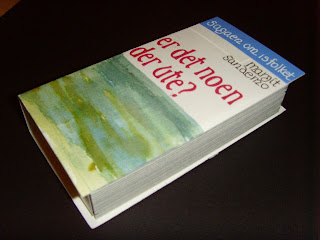 Sagaen om isfolket
margit
sandemo
er det noen
der ute?